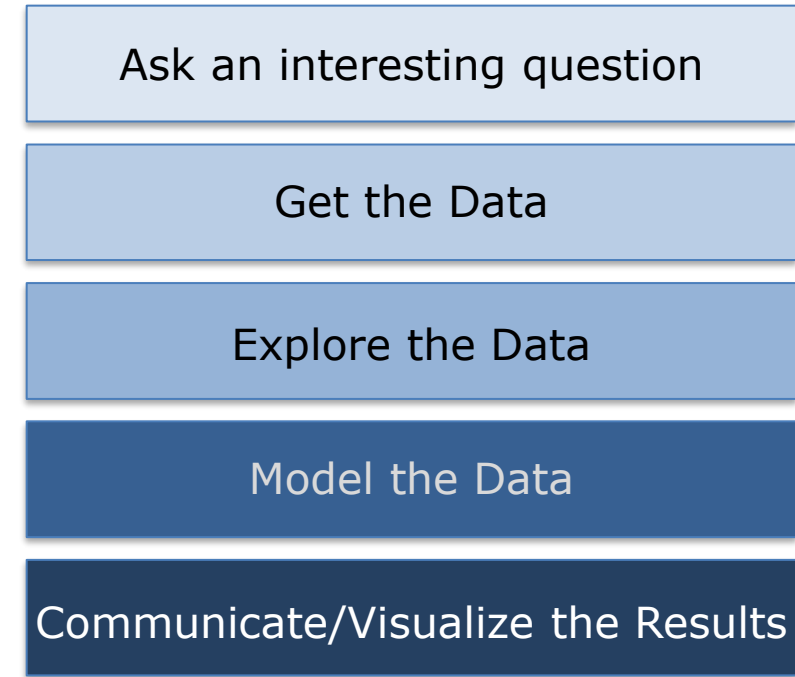 Ask an interesting question
Get the Data
Explore the Data
Model the Data
Communicate/Visualize the Results